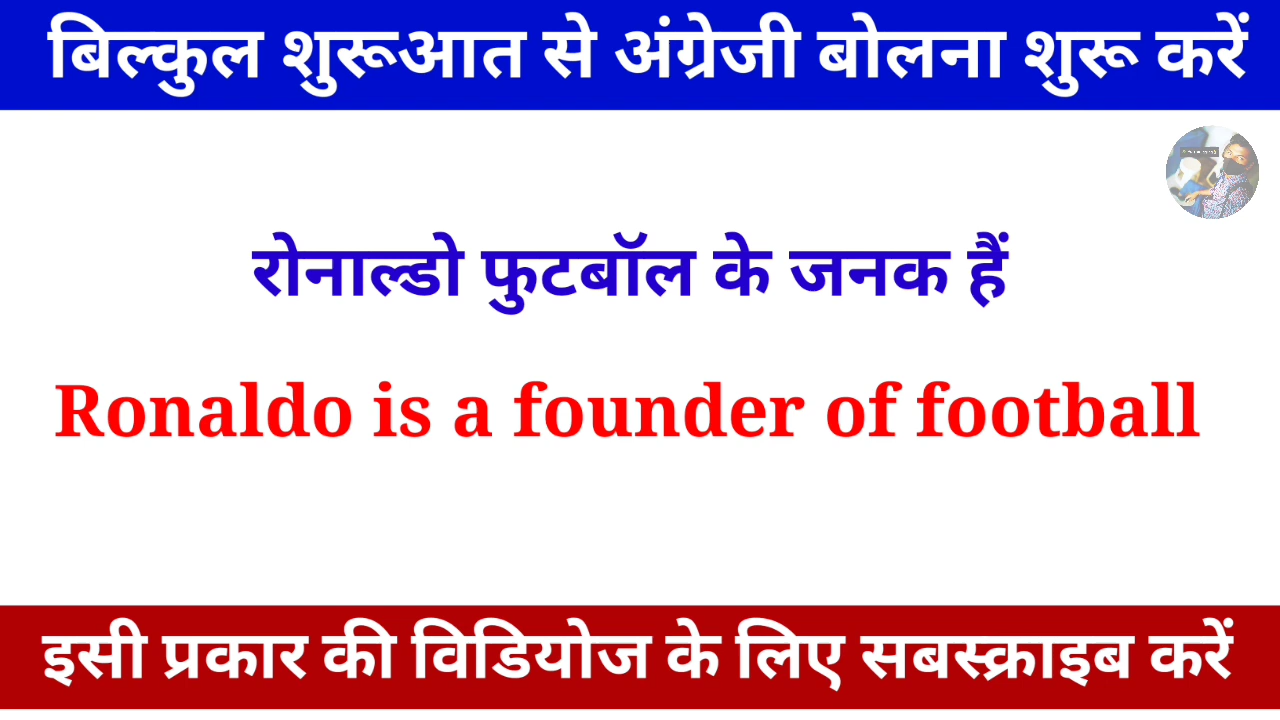 बिल्कुल शुरूआत से अंग्रेजी बोलना शुरू करें
रोनाल्डो फुटबॉल के जनक हैं
Ronaldo is a founder of football
इसी प्रकार की विडियोज के लिए सबस्क्राइब करें